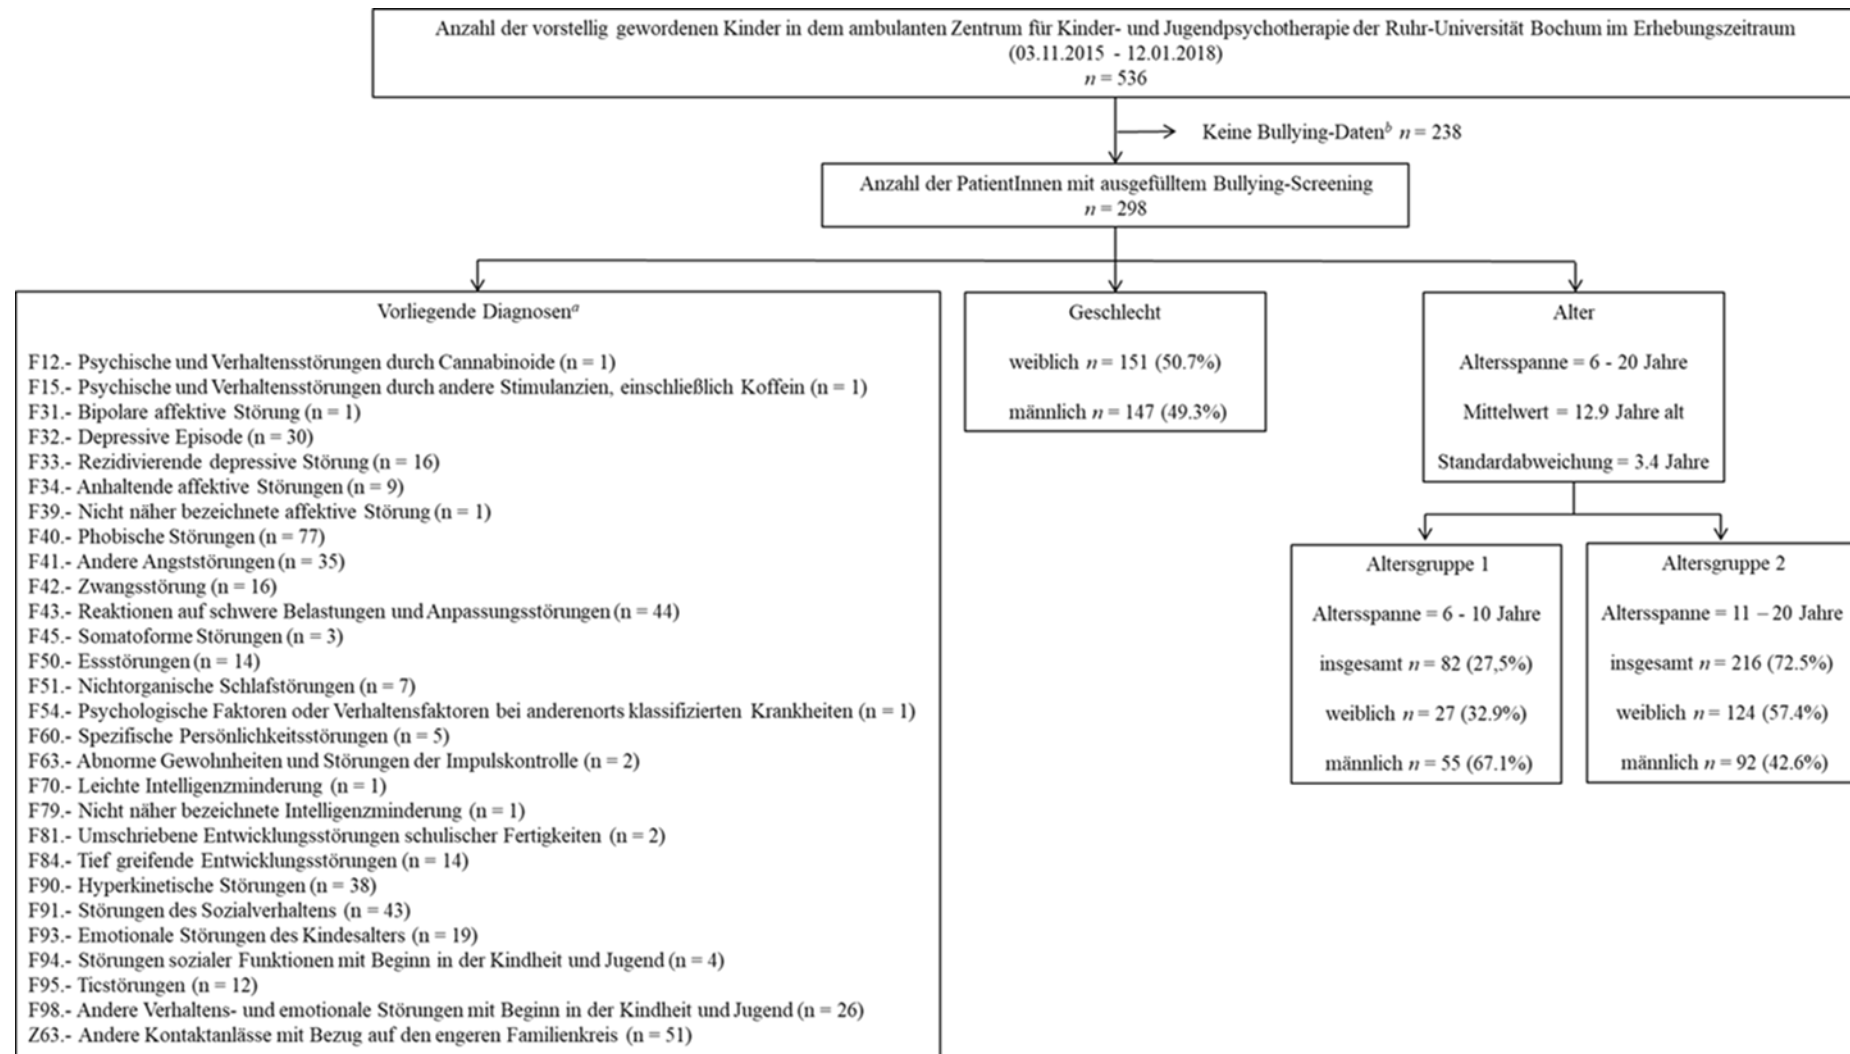 Anzahl der vorstellig gewordenen Kinder in dem ambulanten Zentrum für Kinder- und Jugendpsychotherapie der Ruhr-Universität Bochum im Erhebungszeitraum
(03.11.2015 - 12.01.2018)
n = 536
Keine Bullying-Daten^b n = 238
Anzahl der PatientInnen mit ausgefülltem Bullying-Screening
n = 298
Vorliegende Diagnosen^a
F12.- Psychische und Verhaltensstörungen durch Cannabinoide (n = 1)
F15.- Psychische und Verhaltensstörungen durch andere Stimulanzien, einschließlich Koffein (n = 1)
F31.- Bipolare affektive Störung (n = 1)
F32.- Depressive Episode (n = 30)
F33.- Rezidivierende depressive Störung (n = 16)
F34.- Anhaltende affektive Störungen (n = 9)
F39.- Nicht näher bezeichnete affektive Störung (n = 1)
F40.- Phobische Störungen (n = 77)
F41.- Andere Angststörungen (n = 35)
F42.- Zwangsstörung (n = 16)
F43.- Reaktionen auf schwere Belastungen und Anpassungsstörungen (n = 44)
F45.- Somatoforme Störungen (n = 3)
F50.- Essstörungen (n = 14)
F51.- Nichtorganische Schlafstörungen (n = 7)
F54.- Psychologische Faktoren oder Verhaltensfaktoren bei anderenorts klassifizierten Krankheiten (n = 1)
F60.- Spezifische Persönlichkeitsstörungen (n = 5)
F63.- Abnorme Gewohnheiten und Störungen der Impulskontrolle (n = 2)
F70.- Leichte Intelligenzminderung (n = 1)
F79.- Nicht näher bezeichnete Intelligenzminderung (n = 1)
F81.- Umschriebene Entwicklungsstörungen schulischer Fertigkeiten (n = 2)
F84.- Tief greifende Entwicklungsstörungen (n = 14)
F90.- Hyperkinetische Störungen (n = 38)
F91.- Störungen des Sozialverhaltens (n = 43)
F93.- Emotionale Störungen des Kindesalters (n = 19)
F94.- Störungen sozialer Funktionen mit Beginn in der Kindheit und Jugend (n = 4)
F95.- Ticstörungen (n = 12)
F98.- Andere Verhaltens- und emotionale Störungen mit Beginn in der Kindheit und Jugend (n = 26)
Z63.- Andere Kontaktanlässe mit Bezug auf den engeren Familienkreis (n = 51)
Geschlecht
weiblich n = 151 (50.7%)
männlich n = 147 (49.3%)
Alter
Altersspanne = 6 - 20 Jahre
Mittelwert = 12.9 Jahre alt
Standardabweichung = 3.4 Jahre
Altersgruppe 1
Altersspanne = 6 - 10 Jahre
insgesamt n = 82 (27,5%)
weiblich n = 27 (32.9%)
männlich n = 55 (67.1%)
Altersgruppe 2
Altersspanne = 11 – 20 Jahre
insgesamt n = 216 (72.5%)
weiblich n = 124 (57.4%)
männlich n = 92 (42.6%)